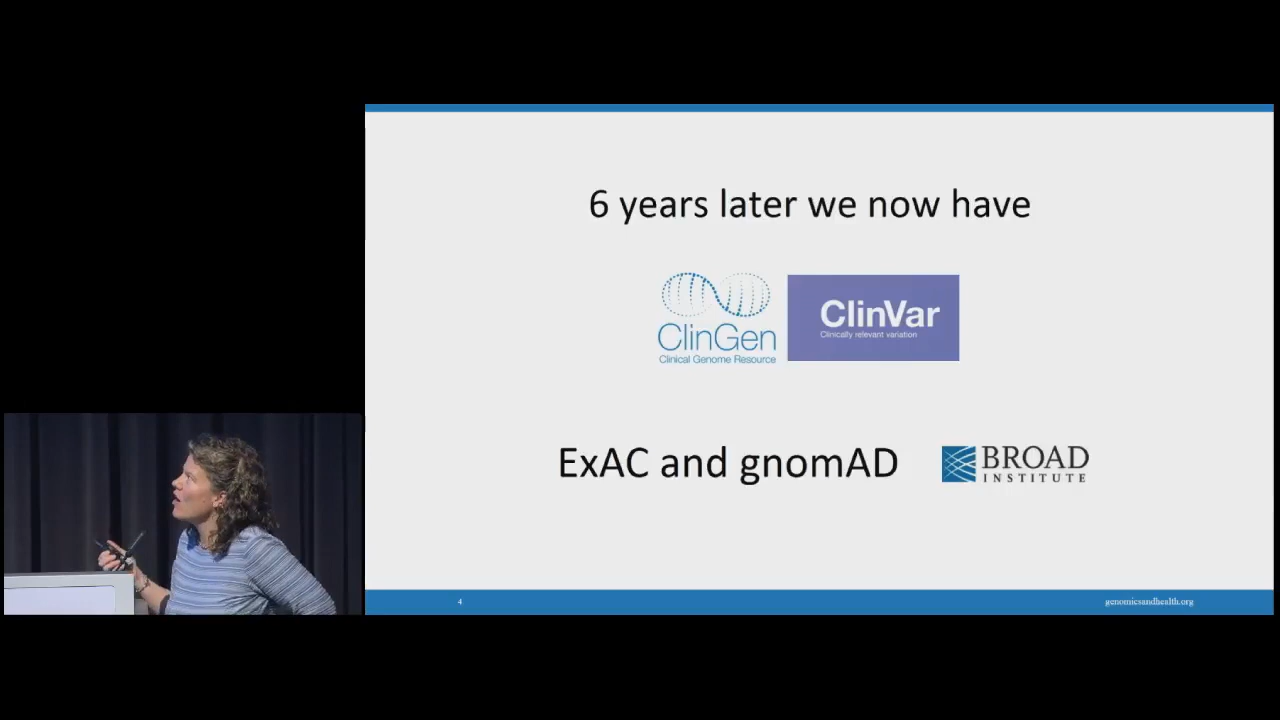 6 years later we now have
ClinGen
Clinical Genome Resource
ClinVar
Clinically relevant variation
ExAC and gnomAD
BROAD
INSTITUTE
4
genomicsandhealth.org